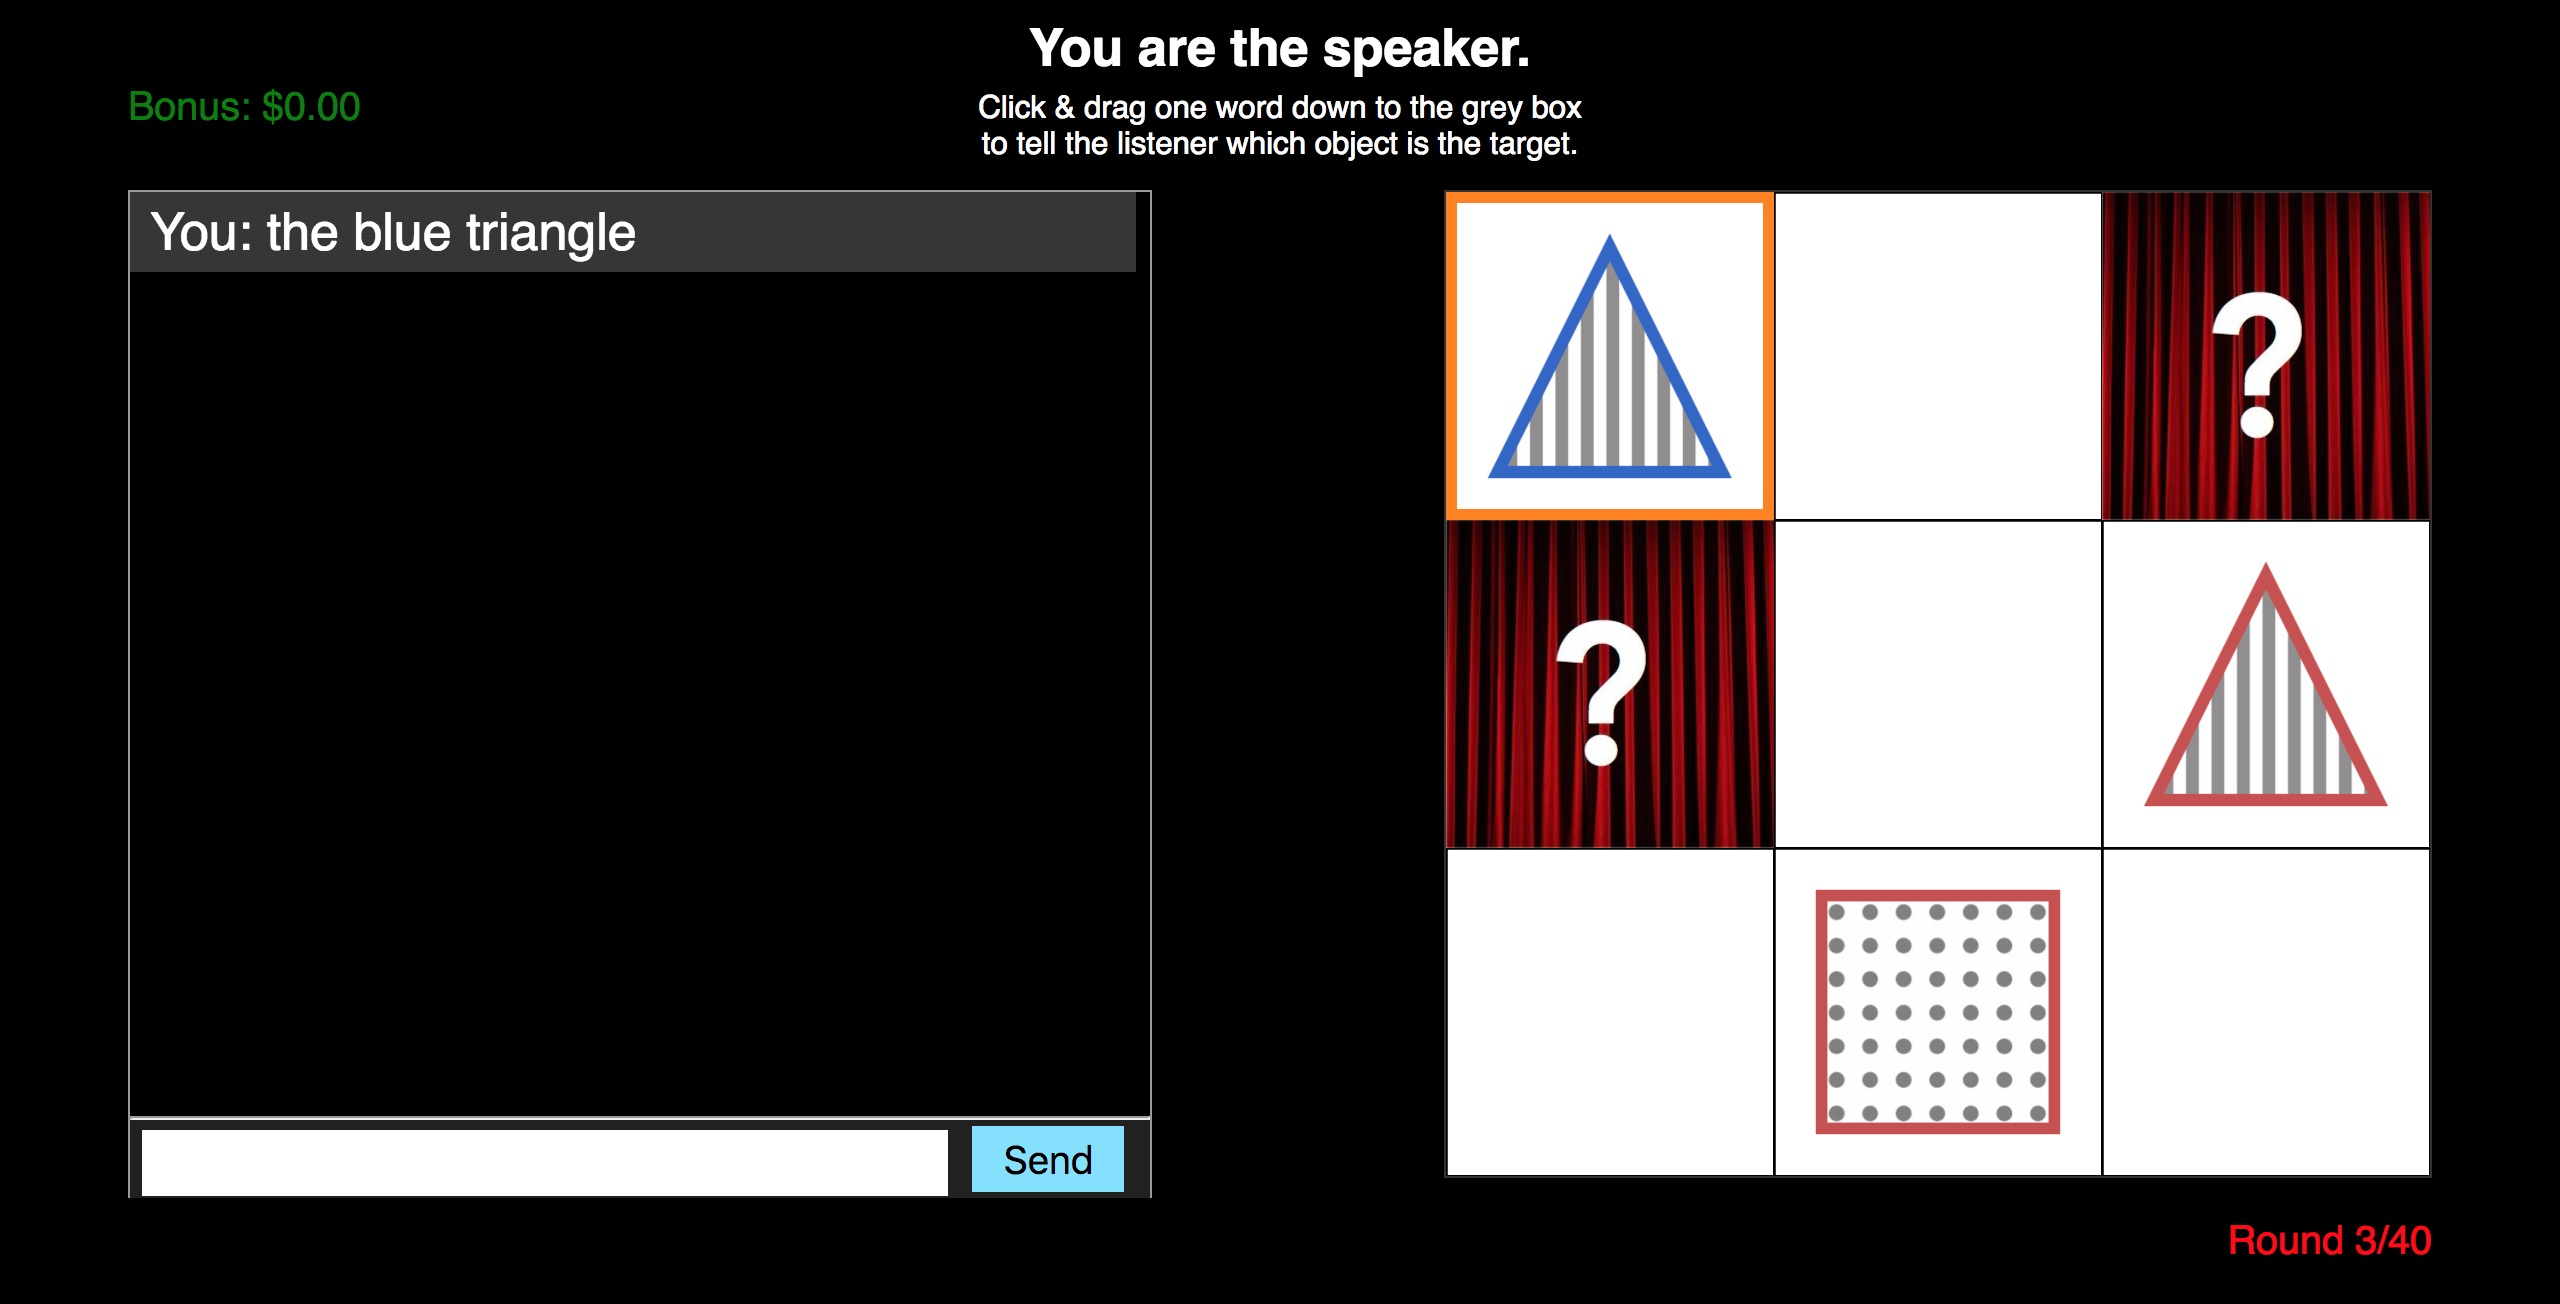 You are the speaker.
Click & drag one word down to the grey box
to tell the listener which object is the target.
Bonus: $0.00
You: the blue triangle
?
?
Send
Round 3/40